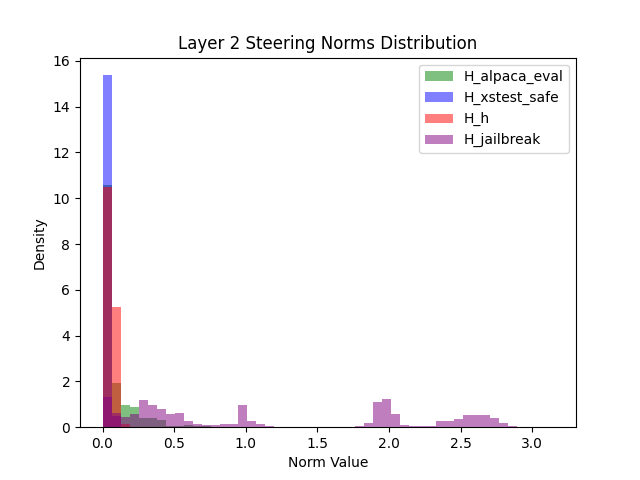 Layer 2 Steering Norms Distribution
H_alpaca_eval
H_xstest_safe
H_h
H_jailbreak
16
14
12
10
8
6
4
2
0
Density
0.0 0.5 1.0 1.5 2.0 2.5 3.0
Norm Value